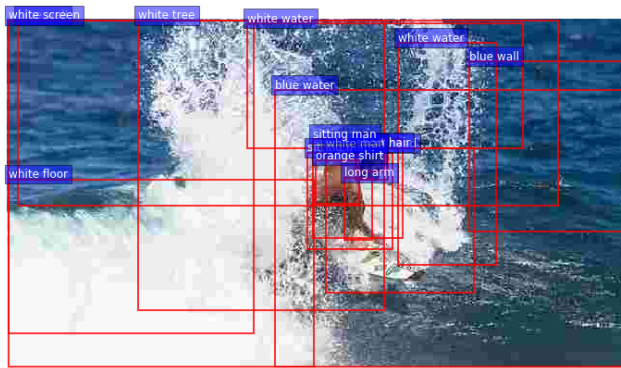 white screen
white tree
white water
white water
blue wall
blue water
sitting man
white man
hair
orange shirt
long arm
white floor